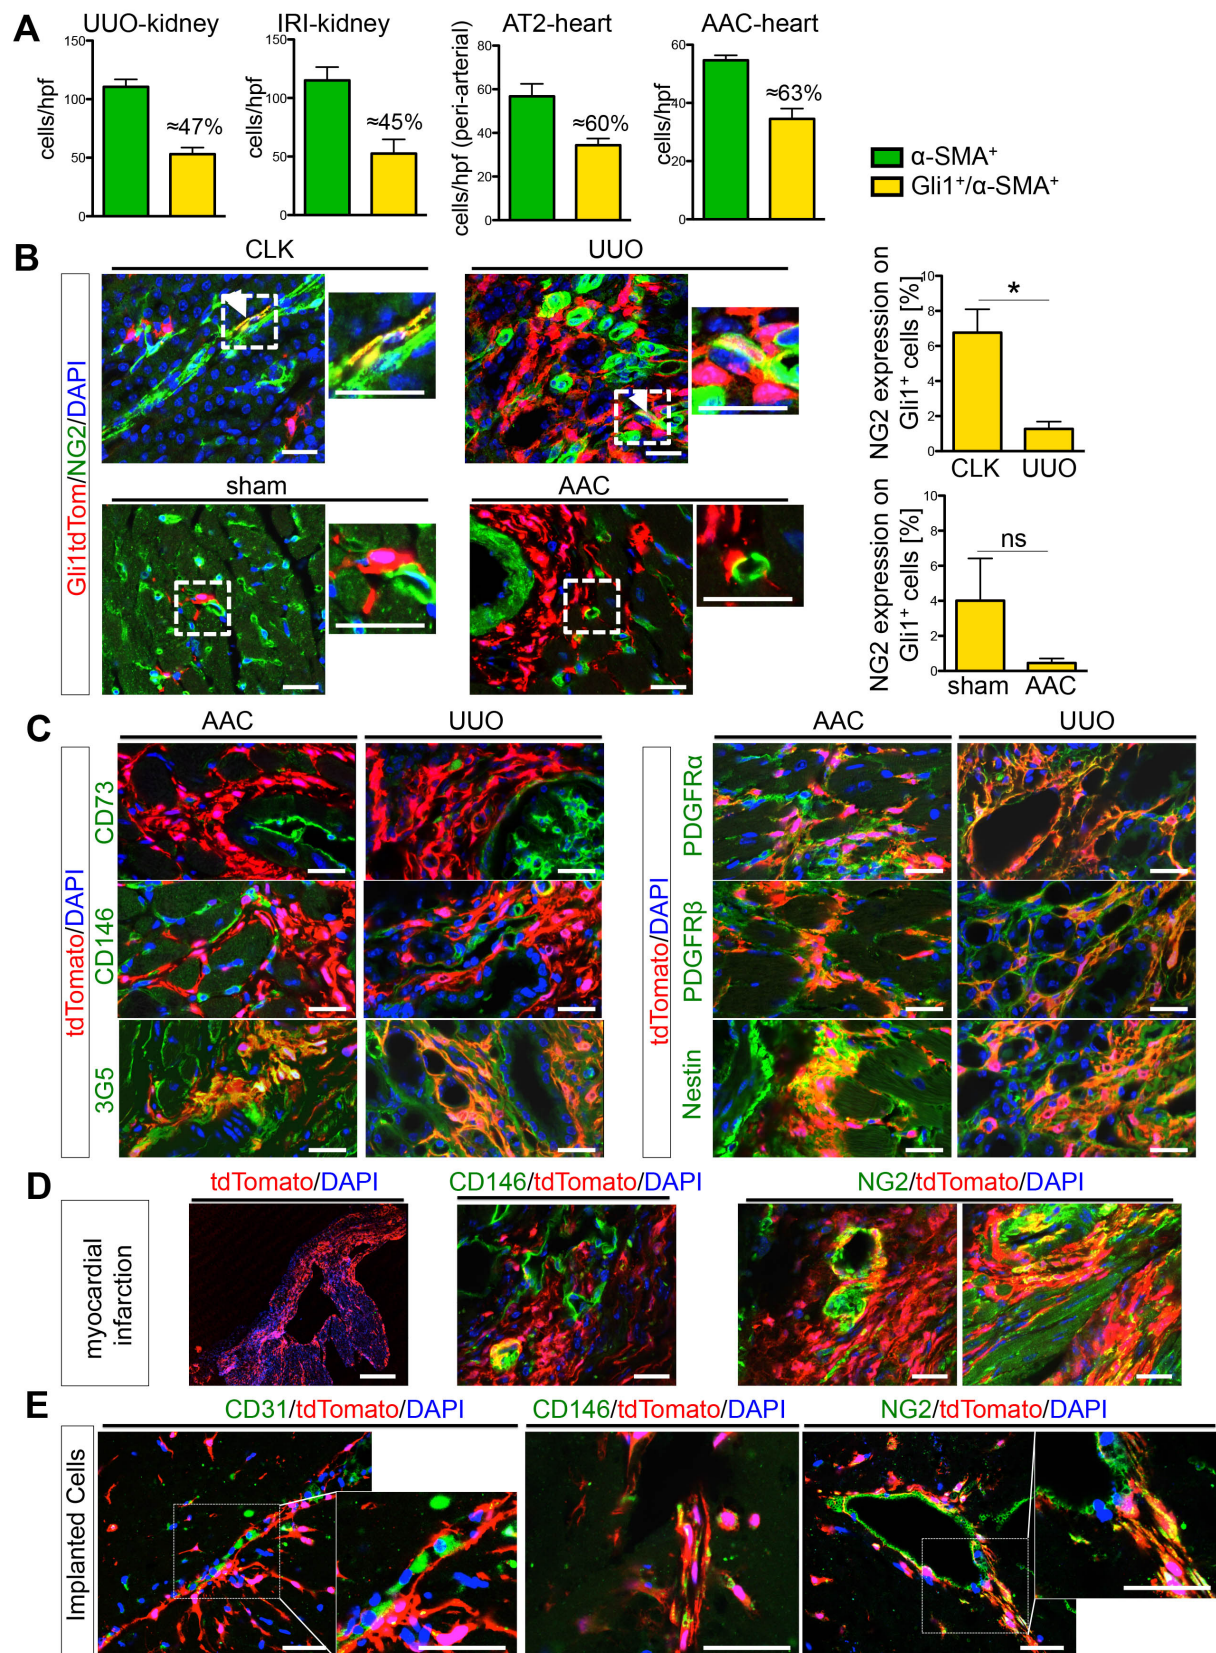 A
UUO-kidney
cells/hpf
150
100
50
0
≈47%
IRI-kidney
cells/hpf
150
100
50
0
≈45%
AT2-heart
cells/hpf (peri-arterial)
80
60
40
20
0
≈60%
AAC-heart
cells/hpf
60
40
20
0
≈63%
α-SMA⁺
Gli1⁺/α-SMA⁺
B
Gli1tdTom/NG2/DAPI
CLK
UUO
sham
AAC
NG2 expression on
Gli1⁺ cells [%]
10
8
6
4
2
0
*
CLK UUO
NG2 expression on
Gli1⁺ cells [%]
10
8
6
4
2
0
ns
sham AAC
C
tdTomato/DAPI
AAC
UUO
CD73
CD146
3G5
tdTomato/DAPI
AAC
UUO
PDGFRα
PDGFRβ
Nestin
D
myocardial
infarction
tdTomato/DAPI
CD146/tdTomato/DAPI
NG2/tdTomato/DAPI
E
Implanted Cells
CD31/tdTomato/DAPI
CD146/tdTomato/DAPI
NG2/tdTomato/DAPI